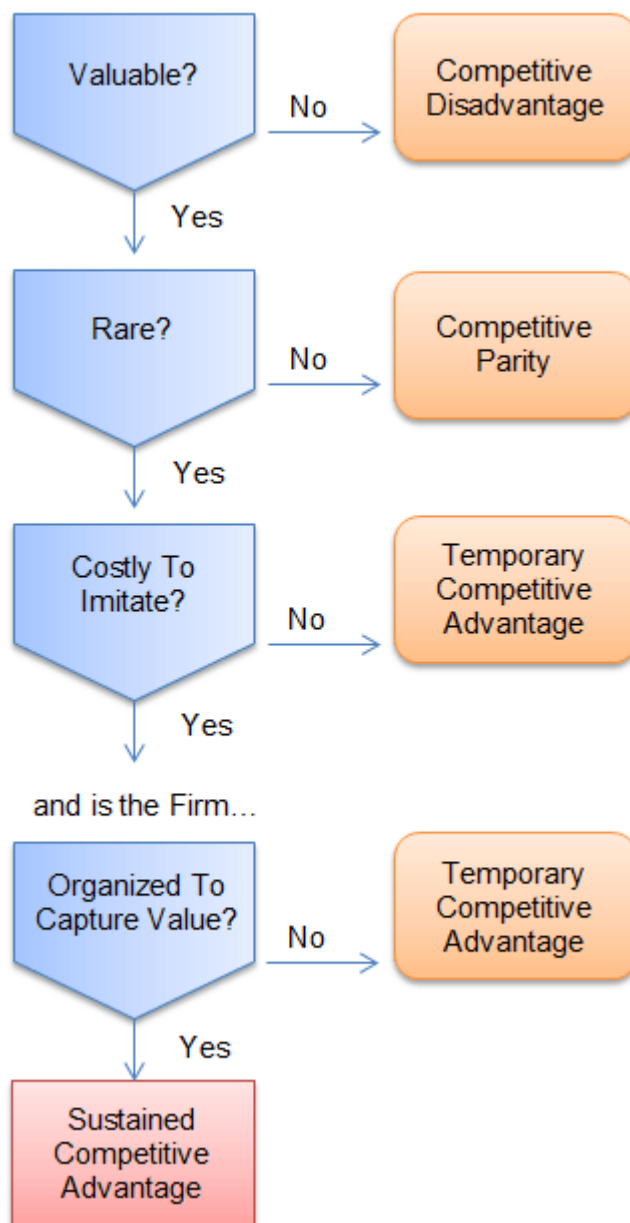 Valuable?
No
Competitive
Disadvantage
Yes
Rare?
No
Competitive
Parity
Yes
Costly To
Imitate?
No
Temporary
Competitive
Advantage
Yes
and is the Firm...
Organized To
Capture Value?
No
Temporary
Competitive
Advantage
Yes
Sustained
Competitive
Advantage